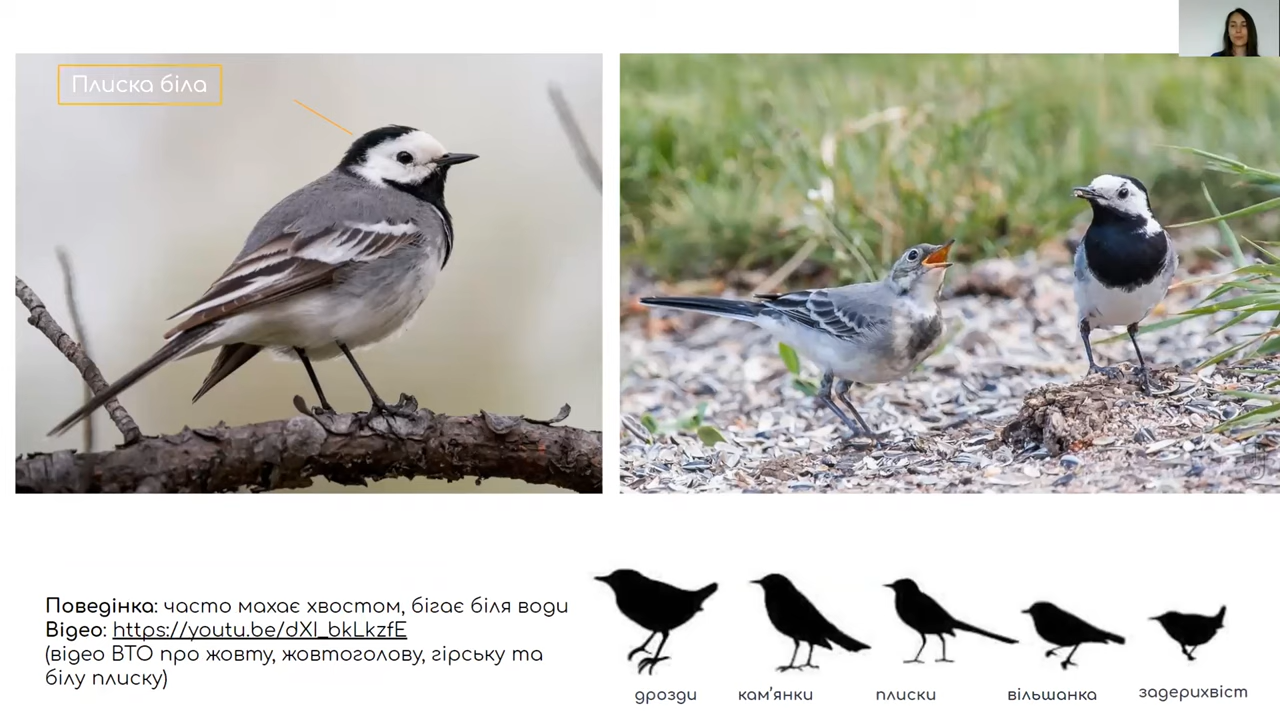 Плиска біла
Поведінка: часто махає хвостом, бігає біля води
Відео: https://youtu.be/dXI_bkLkzfE
(відео ВТО про жовту, жовтоголову, гірську та
білу плиску)
дрозди кам'янки плиски вільшанка задерихвіст